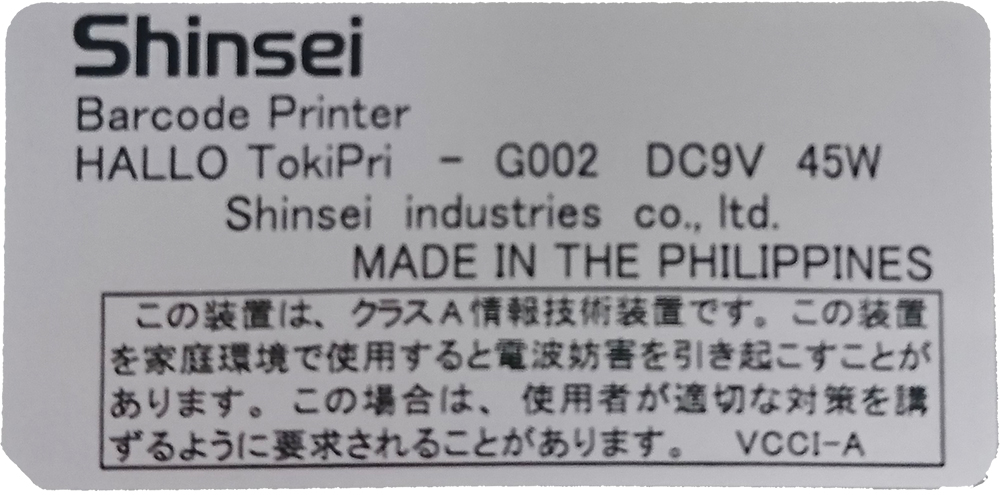 Shinsei
Barcode Printer
HALLO TokiPri - G002 DC9V 45W
Shinsei industries co., ltd.
MADE IN THE PHILIPPINES
この装置は、クラスA情報技術装置です。この装置
を家庭環境で使用すると電波妨害を引き起こすことが
あります。この場合は、使用者が適切な対策を講
ずるように要求されることがあります。 VCCI-A